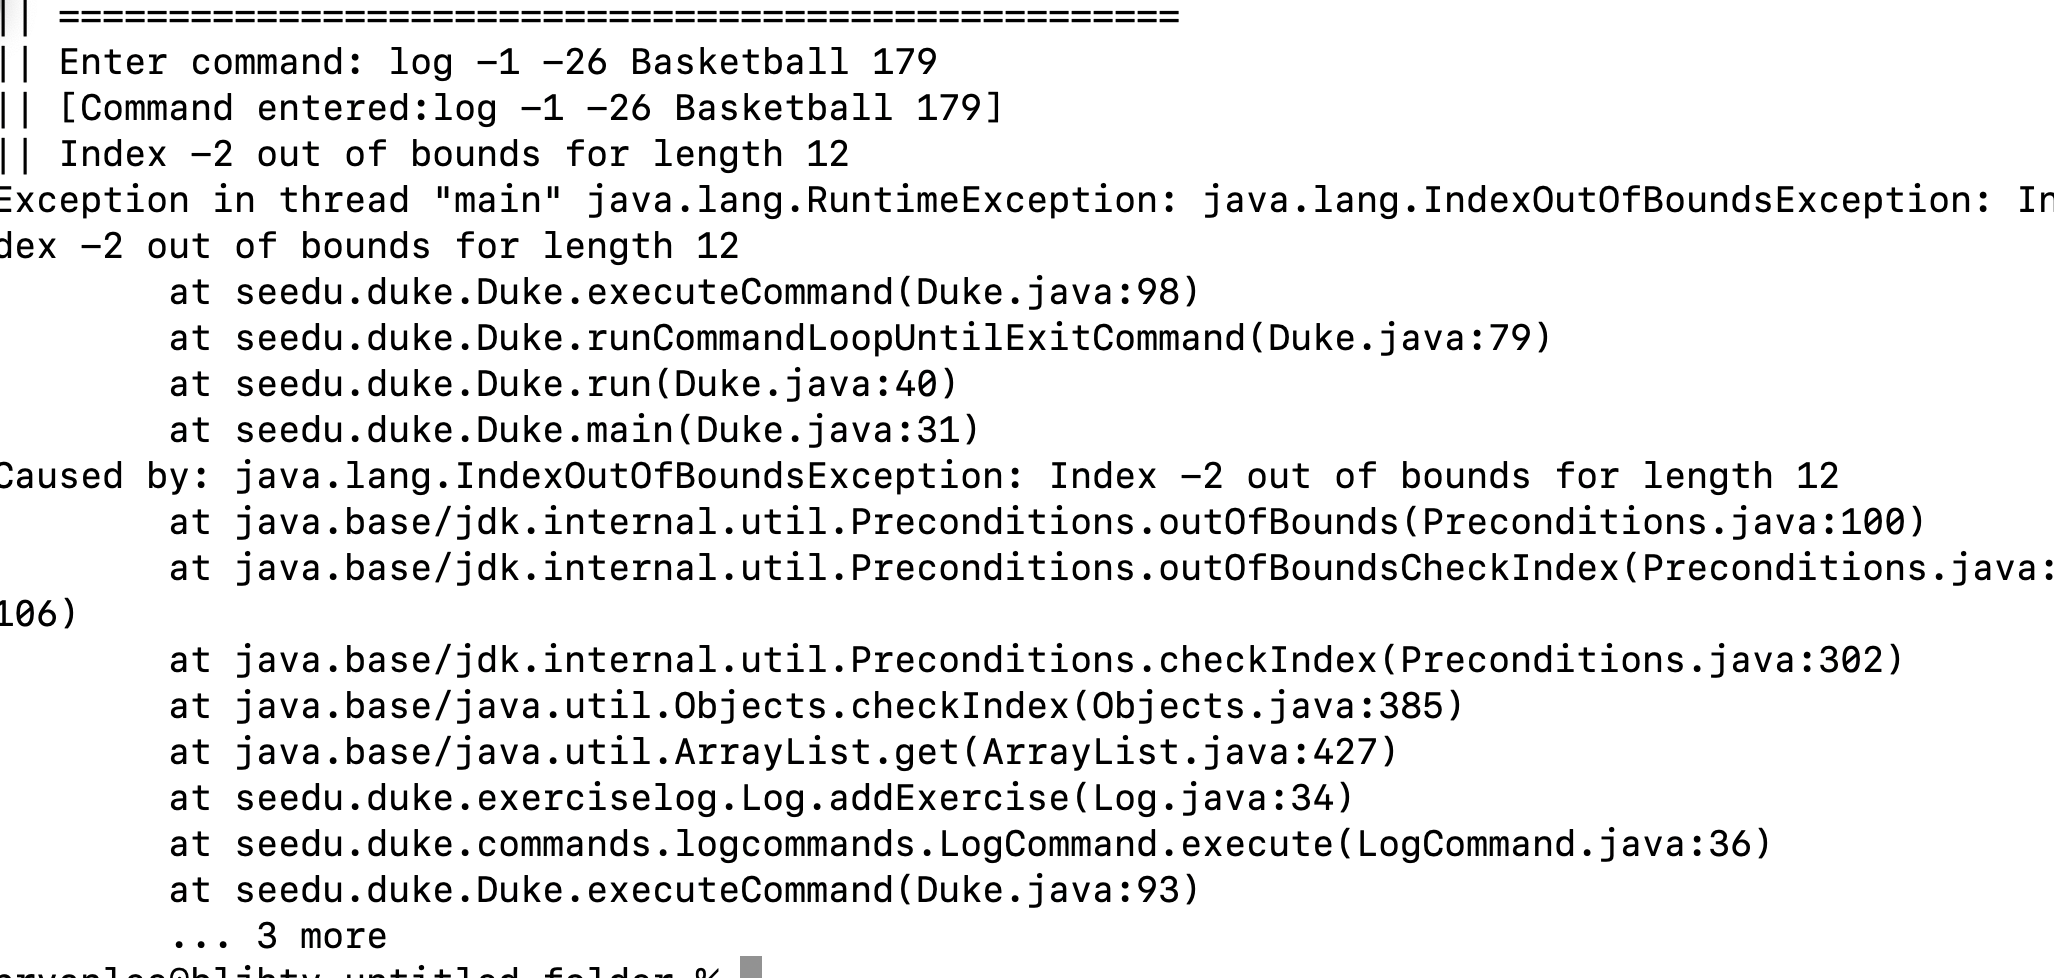 || ===================================================
|| Enter command: log -1 -26 Basketball 179
|| [Command entered:log -1 -26 Basketball 179]
|| Index -2 out of bounds for length 12
Exception in thread "main" java.lang.RuntimeException: java.lang.IndexOutOfBoundsException: In
dex -2 out of bounds for length 12
        at seedu.duke.Duke.executeCommand(Duke.java:98)
        at seedu.duke.Duke.runCommandLoopUntilExitCommand(Duke.java:79)
        at seedu.duke.Duke.run(Duke.java:40)
        at seedu.duke.Duke.main(Duke.java:31)
Caused by: java.lang.IndexOutOfBoundsException: Index -2 out of bounds for length 12
        at java.base/jdk.internal.util.Preconditions.outOfBounds(Preconditions.java:100)
        at java.base/jdk.internal.util.Preconditions.outOfBoundsCheckIndex(Preconditions.java:
106)
        at java.base/jdk.internal.util.Preconditions.checkIndex(Preconditions.java:302)
        at java.base/java.util.Objects.checkIndex(Objects.java:385)
        at java.base/java.util.ArrayList.get(ArrayList.java:427)
        at seedu.duke.exerciselog.Log.addExercise(Log.java:34)
        at seedu.duke.commands.logcommands.LogCommand.execute(LogCommand.java:36)
        at seedu.duke.Duke.executeCommand(Duke.java:93)
        ... 3 more
untitled folder %